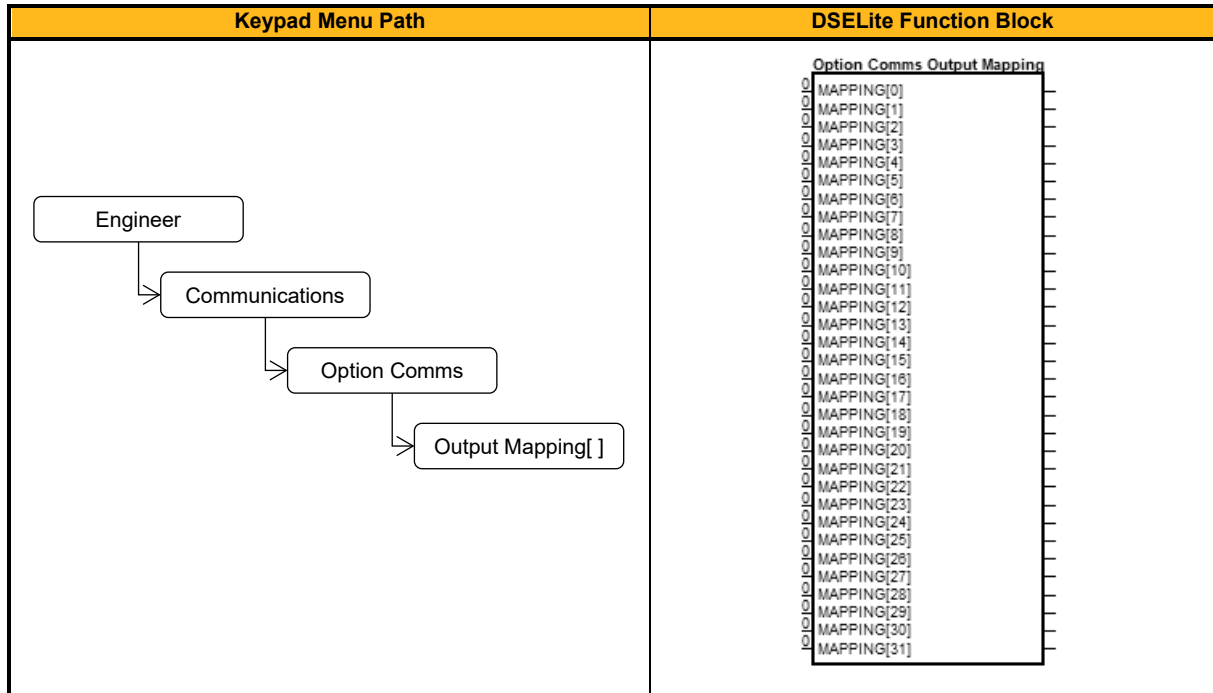 Keypad Menu Path
DSELite Function Block
Engineer
Communications
Option Comms
Output Mapping[ ]
Option Comms Output Mapping
0 MAPPING[0]
0 MAPPING[1]
0 MAPPING[2]
0 MAPPING[3]
0 MAPPING[4]
0 MAPPING[5]
0 MAPPING[6]
0 MAPPING[7]
0 MAPPING[8]
0 MAPPING[9]
0 MAPPING[10]
0 MAPPING[11]
0 MAPPING[12]
0 MAPPING[13]
0 MAPPING[14]
0 MAPPING[15]
0 MAPPING[16]
0 MAPPING[17]
0 MAPPING[18]
0 MAPPING[19]
0 MAPPING[20]
0 MAPPING[21]
0 MAPPING[22]
0 MAPPING[23]
0 MAPPING[24]
0 MAPPING[25]
0 MAPPING[26]
0 MAPPING[27]
0 MAPPING[28]
0 MAPPING[29]
0 MAPPING[30]
0 MAPPING[31]